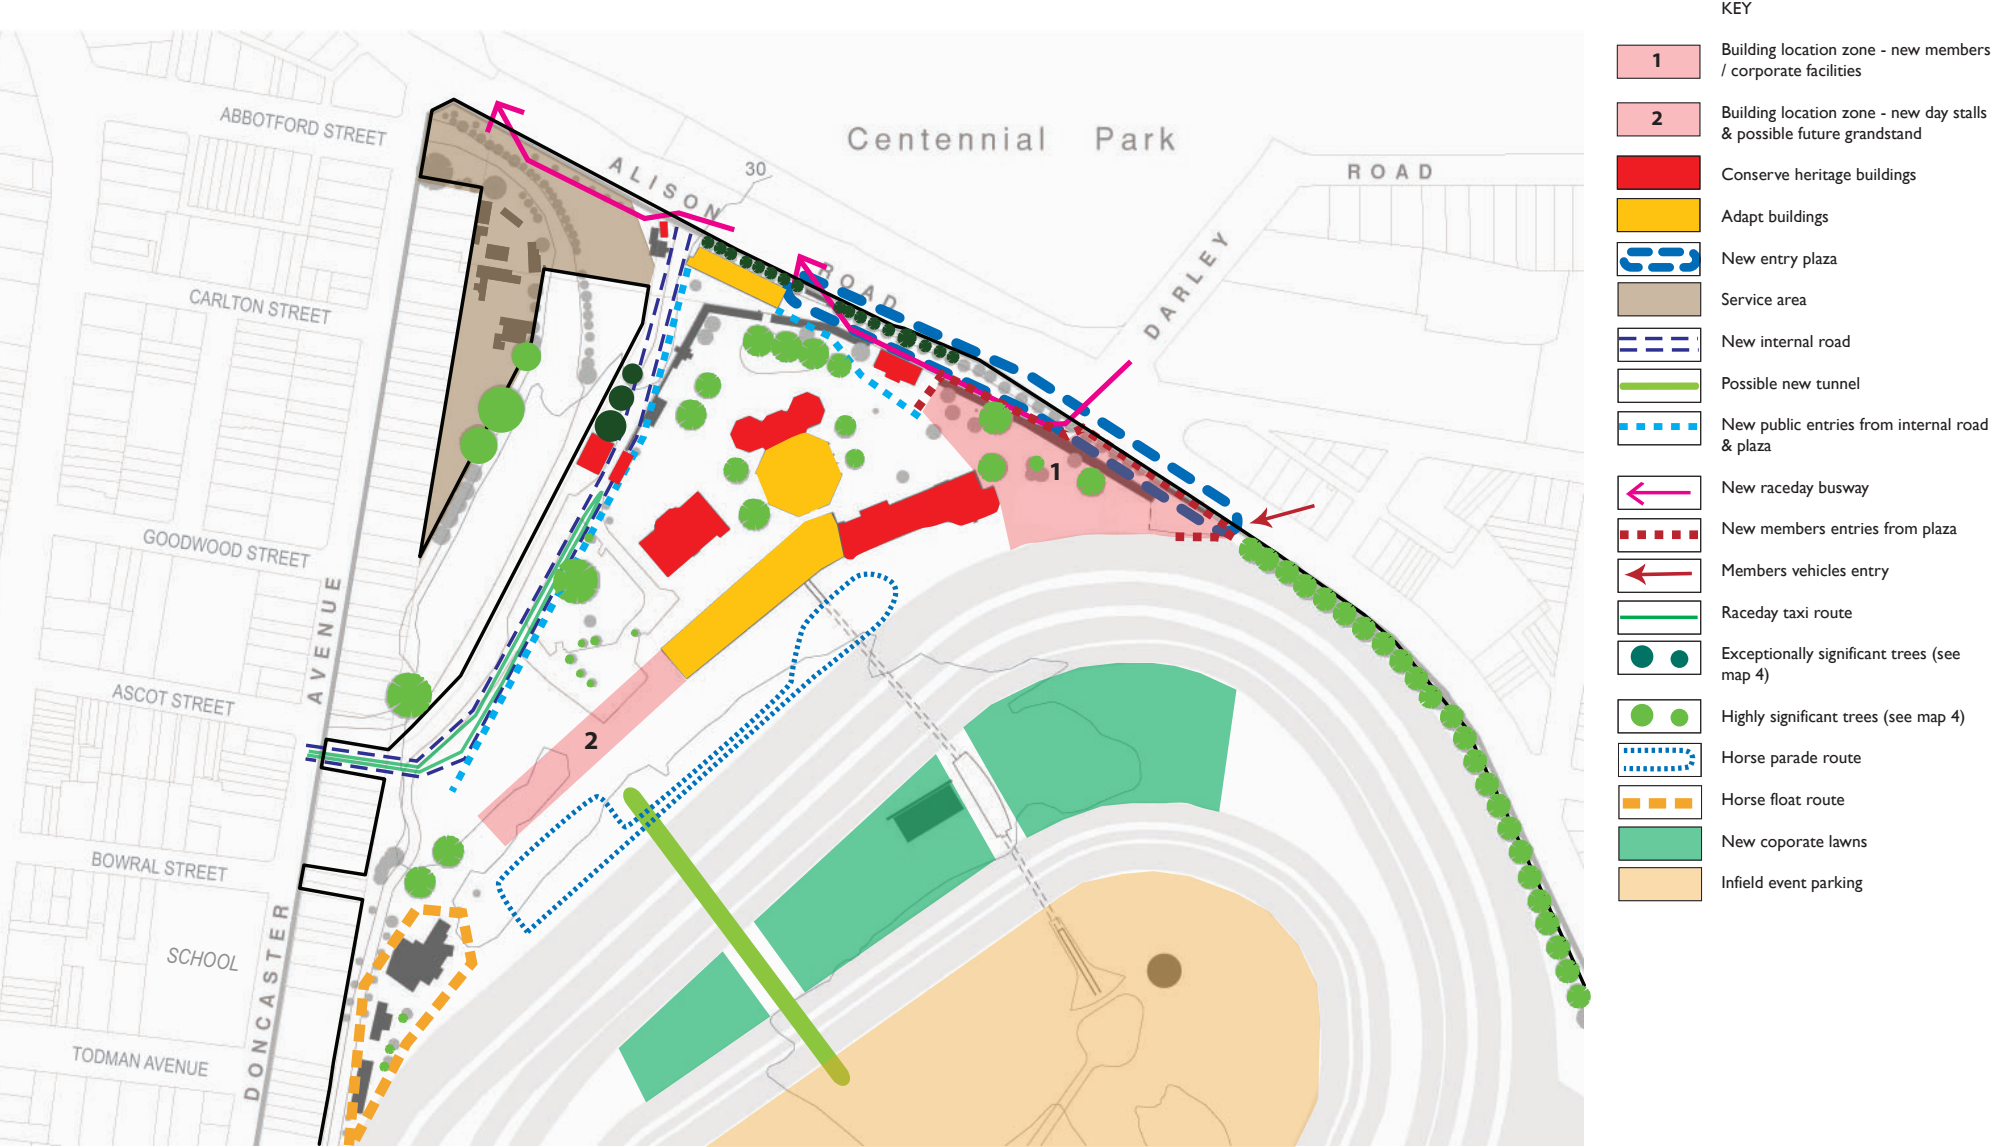 ABBOTFORD STREET
Centennial Park
ALISON
30
ROAD
ROAD
DARLEY
CARLTON STREET
GOODWOOD STREET
AVENUE
ASCOT STREET
1
2
BOWRAL STREET
SCHOOL
DONCASTER
TODMAN AVENUE
KEY
1
Building location zone - new members
/ corporate facilities
2
Building location zone - new day stalls
& possible future grandstand
Conserve heritage buildings
Adapt buildings
New entry plaza
Service area
New internal road
Possible new tunnel
New public entries from internal road
& plaza
New raceday busway
New members entries from plaza
Members vehicles entry
Raceday taxi route
Exceptionally significant trees (see
map 4)
Highly significant trees (see map 4)
Horse parade route
Horse float route
New coporate lawns
Infield event parking